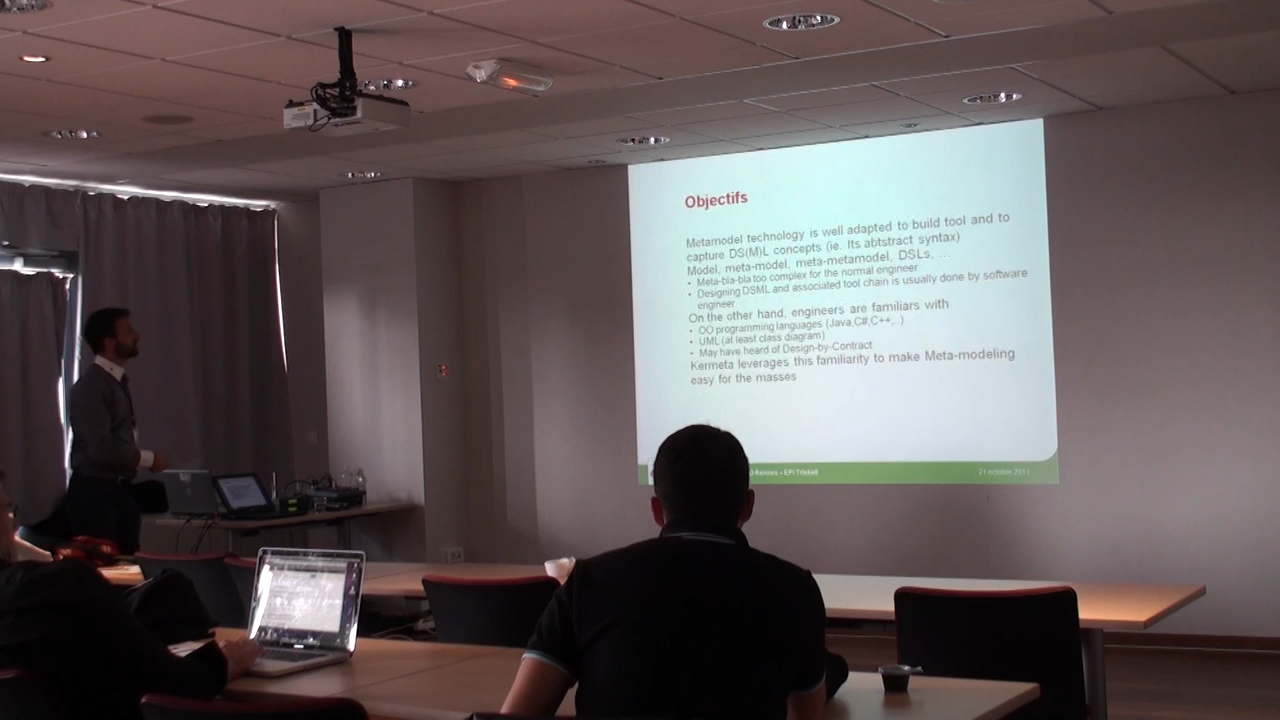 Objectifs
Metamodel technology is well adapted to build tool and to
capture DS(M)L concepts (ie. Its abtstract syntax)
Model, meta-model, meta-metamodel, DSLs, …
• Meta-bla-bla too complex for the normal engineer
• Designing DSML and associated tool chain is usually done by software
engineer
On the other hand, engineers are familiars with
• OO programming languages (Java,C#,C++,..)
• UML (at least class diagram)
• May have heard of Design-by-Contract
Kermeta leverages this familiarity to make Meta-modeling
easy for the masses
Rennes – EPI Triskell
21 octobre 2011